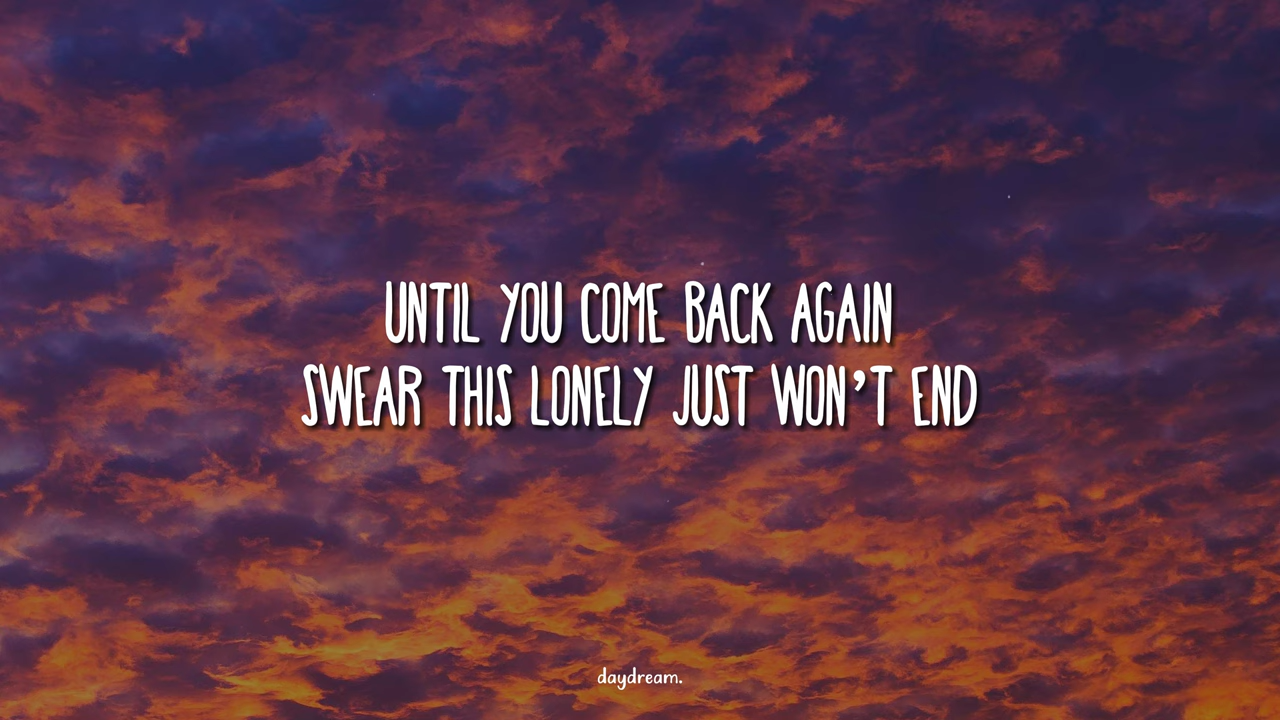 UNTIL YOU COME BACK AGAIN
SWEAR THIS LONELY JUST WON'T END
daydream.